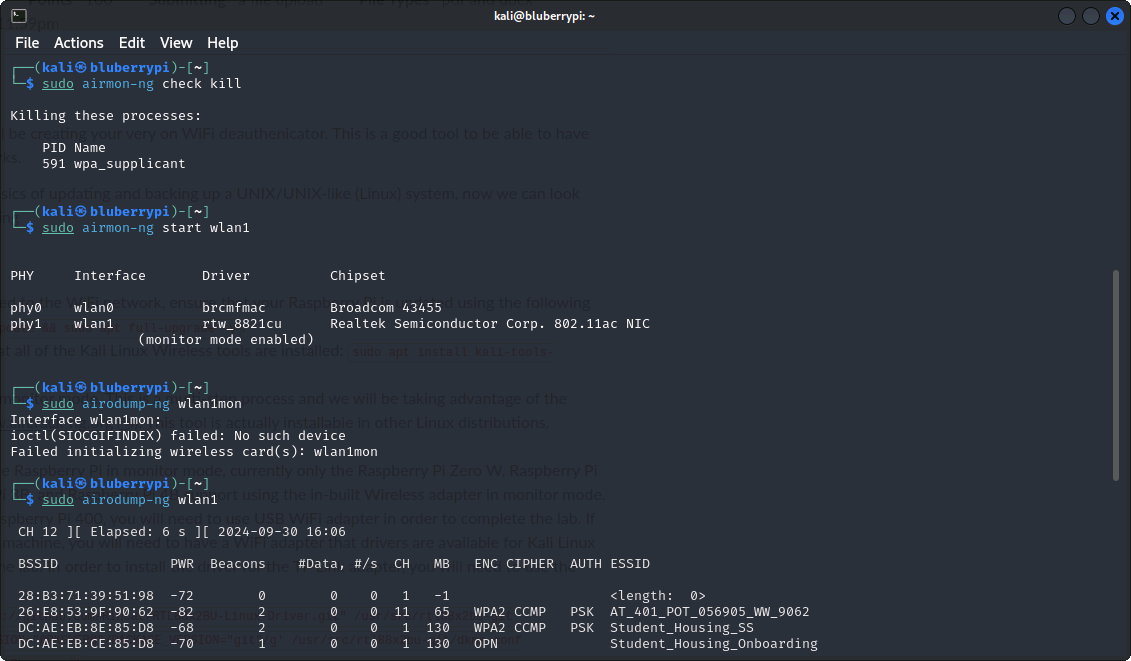 kali@bluberrypi: ~
File Actions Edit View Help
┌──(kali㉿bluberrypi)-[~]
└─$ sudo airmon-ng check kill
Killing these processes:
PID Name
591 wpa_supplicant
┌──(kali㉿bluberrypi)-[~]
└─$ sudo airmon-ng start wlan1
PHY Interface Driver Chipset
phy0 wlan0 brcmfmac Broadcom 43455
phy1 wlan1 rtw_8821cu Realtek Semiconductor Corp. 802.11ac NIC
(monitor mode enabled)
┌──(kali㉿bluberrypi)-[~]
└─$ sudo airodump-ng wlan1mon
Interface wlan1mon:
ioctl(SIOCGIFINDEX) failed: No such device
Failed initializing wireless card(s): wlan1mon
┌──(kali㉿bluberrypi)-[~]
└─$ sudo airodump-ng wlan1
CH 12 ][ Elapsed: 6 s ][ 2024-09-30 16:06
BSSID PWR Beacons #Data, #/s CH MB ENC CIPHER AUTH ESSID
28:B3:71:39:51:98 -72 0 0 0 1 -1 <length: 0>
26:E8:53:9F:90:62 -82 2 0 0 11 65 WPA2 CCMP PSK AT_401_POT_056905_WW_9062
DC:AE:EB:8E:85:D8 -68 2 0 0 1 130 WPA2 CCMP PSK Student_Housing_SS
DC:AE:EB:CE:85:D8 -70 1 0 0 1 130 OPN Student_Housing_Onboarding